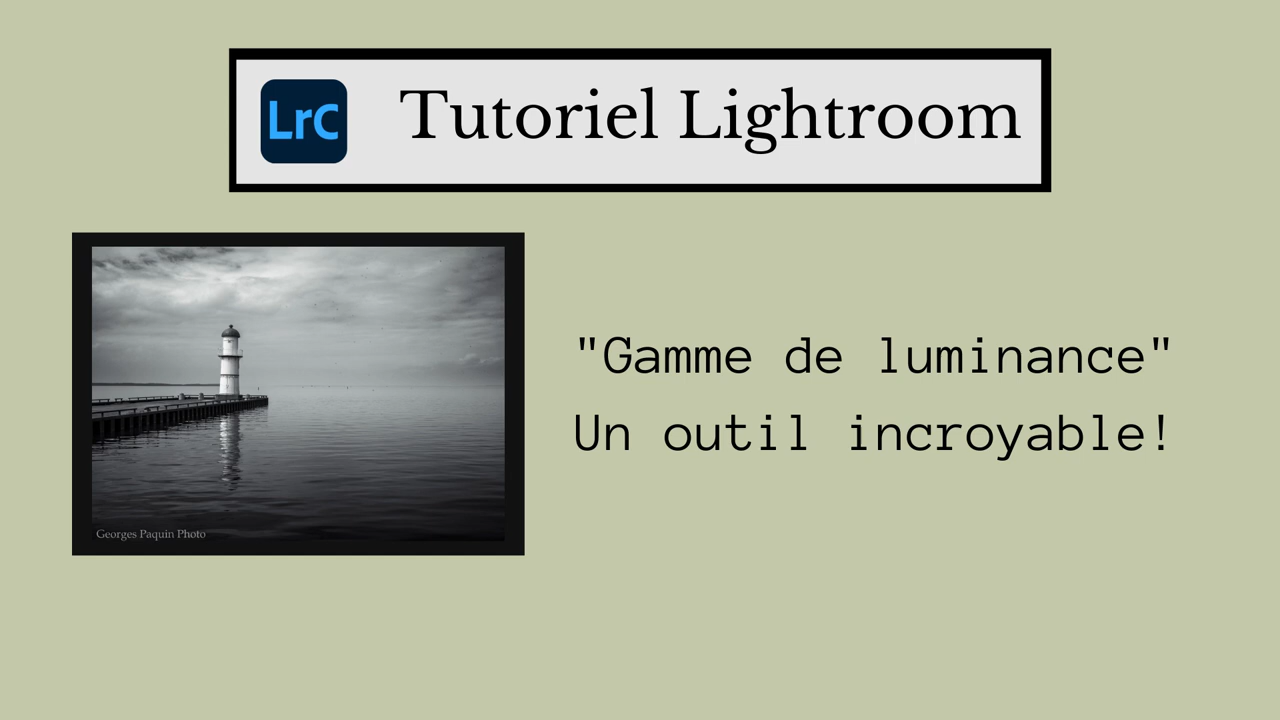 LrC
Tutoriel Lightroom
"Gamme de luminance"
Un outil incroyable!
Georges Paquin Photo